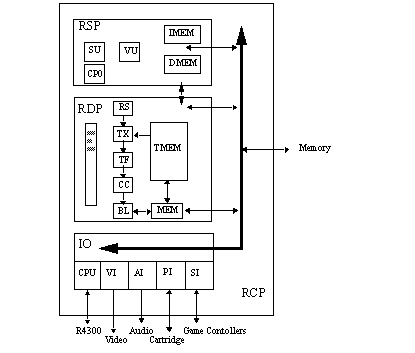 RSP
IMEM
SU
VU
DMEM
CP0
RDP
RS
TX
TMEM
TF
CC
BL
MEM
Memory
IO
CPU VI AI PI SI
RCP
R4300
Video
Audio
Cartridge
Game Contollers